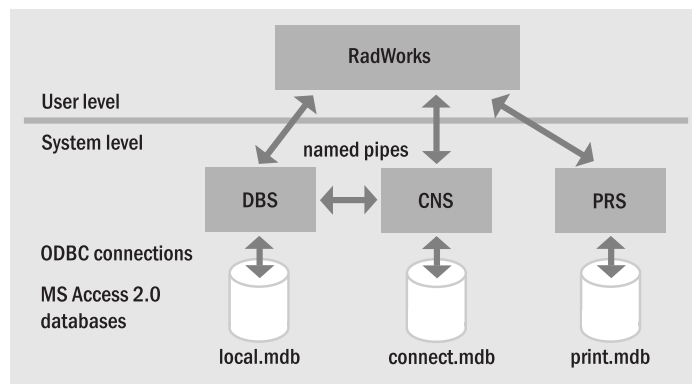 RadWorks
User level
System level
named pipes
DBS
CNS
PRS
ODBC connections
MS Access 2.0
databases
local.mdb
connect.mdb
print.mdb